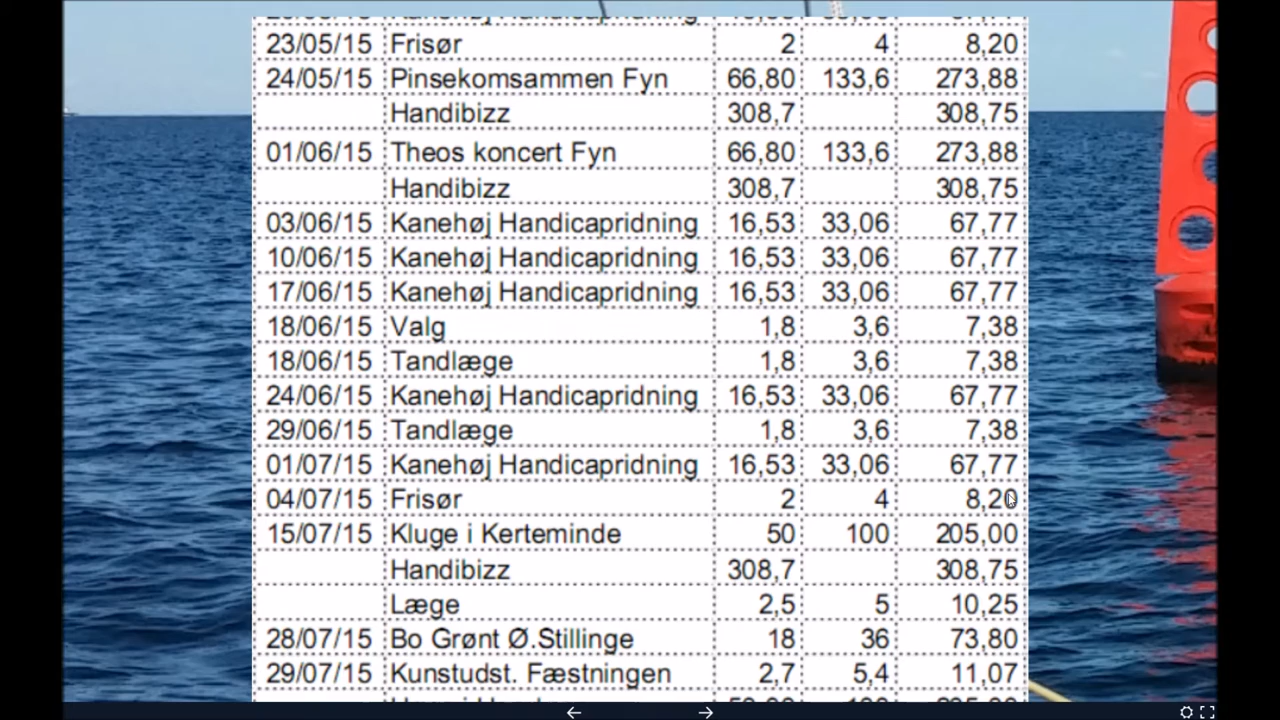 23/05/15 Frisør 2 4 8,20
24/05/15 Pinsekomsammen Fyn 66,80 133,6 273,88
Handibizz 308,7 308,75
01/06/15 Theos koncert Fyn 66,80 133,6 273,88
Handibizz 308,7 308,75
03/06/15 Kanehøj Handicapridning 16,53 33,06 67,77
10/06/15 Kanehøj Handicapridning 16,53 33,06 67,77
17/06/15 Kanehøj Handicapridning 16,53 33,06 67,77
18/06/15 Valg 1,8 3,6 7,38
18/06/15 Tandlæge 1,8 3,6 7,38
24/06/15 Kanehøj Handicapridning 16,53 33,06 67,77
29/06/15 Tandlæge 1,8 3,6 7,38
01/07/15 Kanehøj Handicapridning 16,53 33,06 67,77
04/07/15 Frisør 2 4 8,20
15/07/15 Kluge i Kerteminde 50 100 205,00
Handibizz 308,7 308,75
Læge 2,5 5 10,25
28/07/15 Bo Grønt Ø.Stillinge 18 36 73,80
29/07/15 Kunstudst. Fæstningen 2,7 5,4 11,07